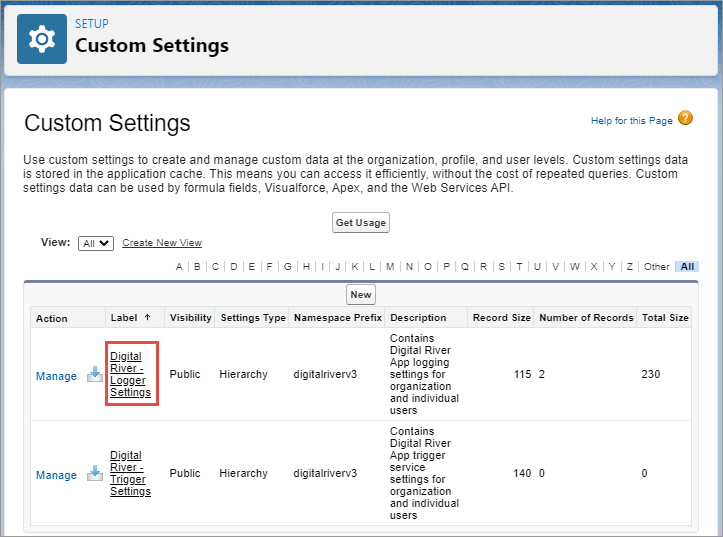 SETUP
Custom Settings
Custom Settings
Help for this Page ?
Use custom settings to create and manage custom data at the organization, profile, and user levels. Custom settings data
is stored in the application cache. This means you can access it efficiently, without the cost of repeated queries. Custom
settings data can be used by formula fields, Visualforce, Apex, and the Web Services API.
Get Usage
View: All Create New View
A | B | C | D | E | F | G | H | I | J | K | L | M | N | O | P | Q | R | S | T | U | V | W | X | Y | Z | Other | All
New
Action Label ↑ Visibility Settings Type Namespace Prefix Description Record Size Number of Records Total Size
Manage
Digital
River -
Logger
Settings
Public Hierarchy digitalriverv3
Contains
Digital River
App logging
settings for
organization
and individual
users
115 2 230
Manage
Digital
River -
Trigger
Settings
Public Hierarchy digitalriverv3
Contains
Digital River
App trigger
service
settings for
organization
and individual
users
140 0 0